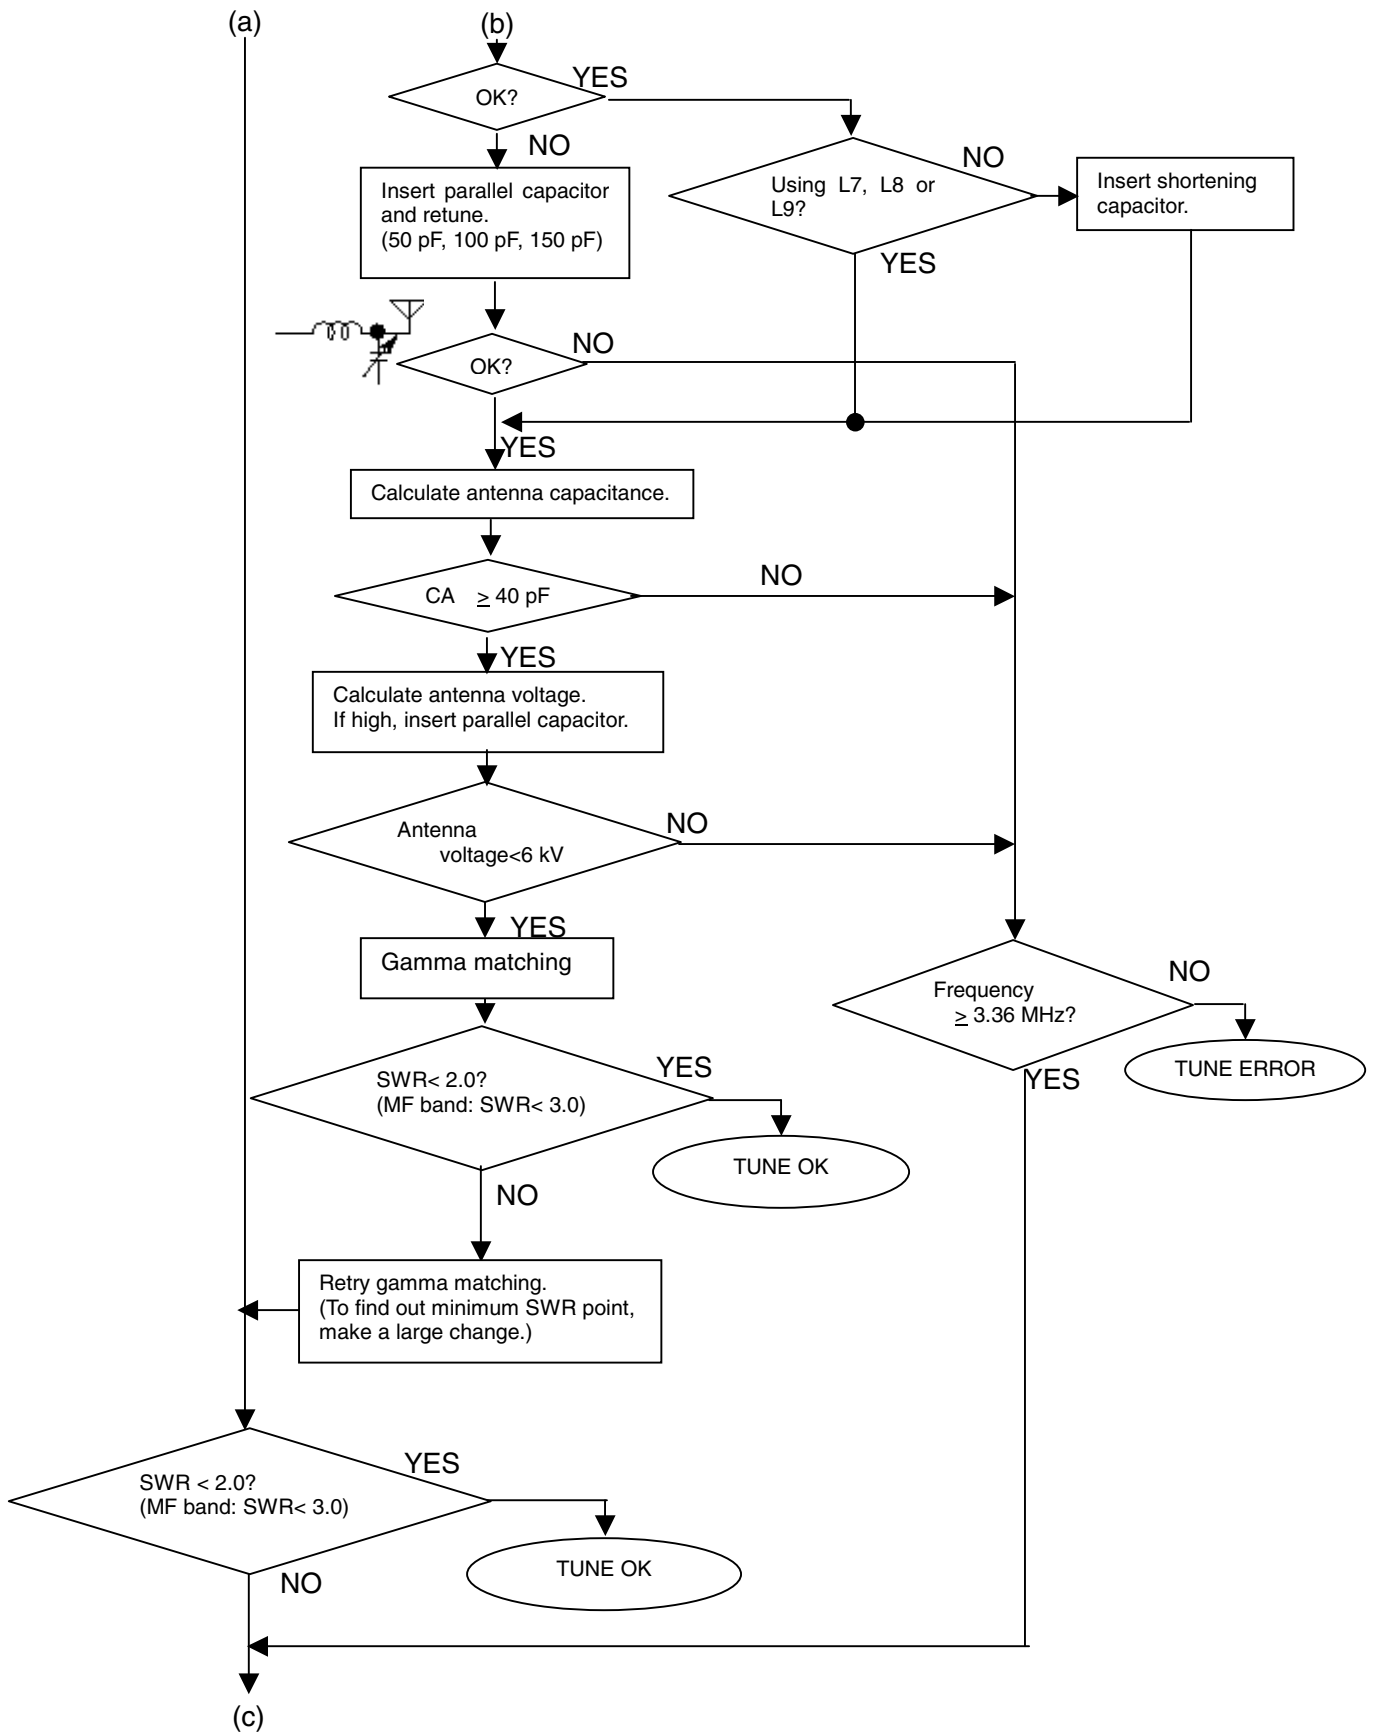 (a)
(b)
YES
OK?
NO
NO
Using L7, L8 or
L9?
Insert shortening
capacitor.
Insert parallel capacitor
and retune.
(50 pF, 100 pF, 150 pF)
YES
NO
OK?
YES
Calculate antenna capacitance.
NO
CA ≥ 40 pF
YES
Calculate antenna voltage.
If high, insert parallel capacitor.
NO
Antenna
voltage<6 kV
YES
Gamma matching
NO
Frequency
≥ 3.36 MHz?
TUNE ERROR
YES
YES
SWR< 2.0?
(MF band: SWR< 3.0)
TUNE OK
NO
Retry gamma matching.
(To find out minimum SWR point,
make a large change.)
YES
SWR < 2.0?
(MF band: SWR< 3.0)
TUNE OK
NO
(c)